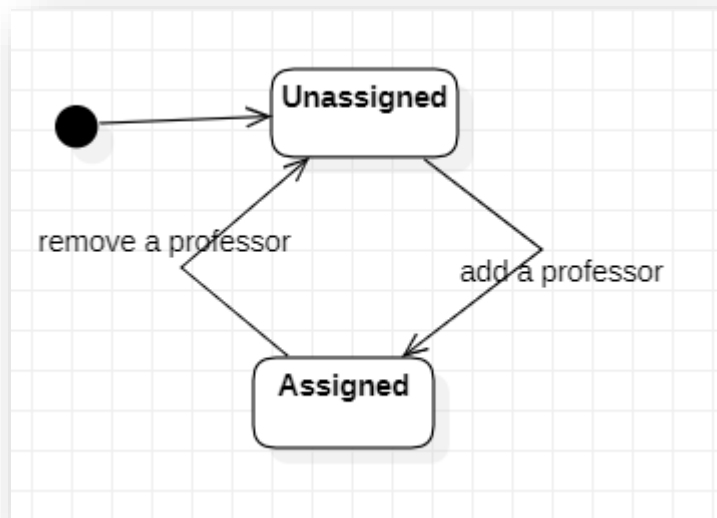 Unassigned
remove a professor
add a professor
Assigned